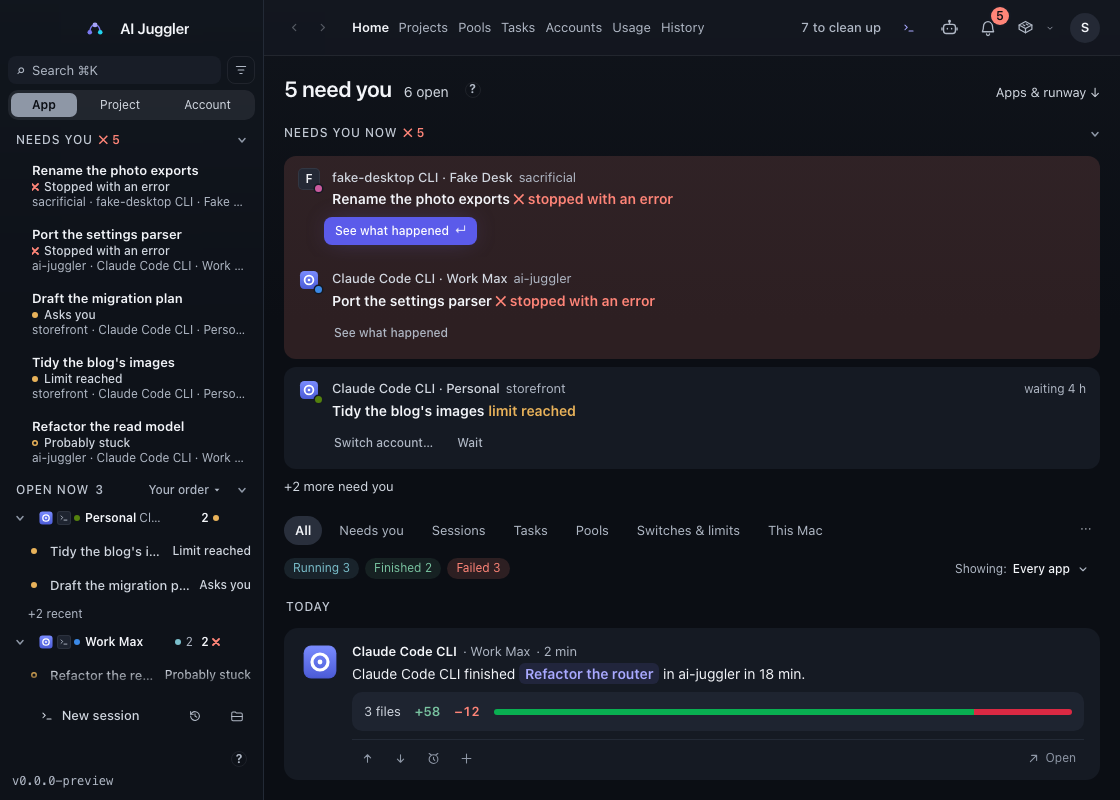 AI Juggler
Search ⌘K
App Project Account
NEEDS YOU 5
Rename the photo exports
Stopped with an error
sacrificial · fake-desktop CLI · Fake ...
Port the settings parser
Stopped with an error
ai-juggler · Claude Code CLI · Work ...
Draft the migration plan
Asks you
storefront · Claude Code CLI · Perso...
Tidy the blog's images
Limit reached
storefront · Claude Code CLI · Perso...
Refactor the read model
Probably stuck
ai-juggler · Claude Code CLI · Work ...
OPEN NOW 3 Your order
Personal Cl... 2
Tidy the blog's i... Limit reached
Draft the migration p... Asks you
+2 recent
Work Max 2 2
Refactor the re... Probably stuck
New session
?
v0.0.0-preview
Home Projects Pools Tasks Accounts Usage History 7 to clean up 5 S
5 need you 6 open ? Apps & runway ↓
NEEDS YOU NOW 5
F fake-desktop CLI · Fake Desk sacrificial
Rename the photo exports stopped with an error
See what happened ↵
Claude Code CLI · Work Max ai-juggler
Port the settings parser stopped with an error
See what happened
Claude Code CLI · Personal storefront waiting 4 h
Tidy the blog's images limit reached
Switch account... Wait
+2 more need you
All Needs you Sessions Tasks Pools Switches & limits This Mac ...
Running 3 Finished 2 Failed 3 Showing: Every app
TODAY
Claude Code CLI · Work Max · 2 min
Claude Code CLI finished Refactor the router in ai-juggler in 18 min.
3 files +58 −12
Open